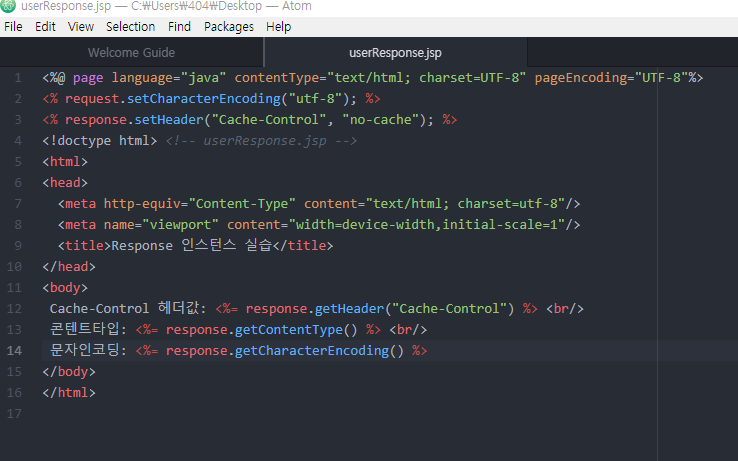 userResponse.jsp — C:₩Users₩404₩Desktop — Atom
File Edit View Selection Find Packages Help
Welcome Guide userResponse.jsp
1 <%@ page language="java" contentType="text/html; charset=UTF-8" pageEncoding="UTF-8"%>
2 <% request.setCharacterEncoding("utf-8"); %>
3 <% response.setHeader("Cache-Control", "no-cache"); %>
4 <!doctype html> <!-- userResponse.jsp -->
5 <html>
6 <head>
7 <meta http-equiv="Content-Type" content="text/html; charset=utf-8"/>
8 <meta name="viewport" content="width=device-width,initial-scale=1"/>
9 <title>Response 인스턴스 실습</title>
10 </head>
11 <body>
12 Cache-Control 헤더값: <%= response.getHeader("Cache-Control") %> <br/>
13 콘텐트타입: <%= response.getContentType() %> <br/>
14 문자인코딩: <%= response.getCharacterEncoding() %>
15 </body>
16 </html>
17